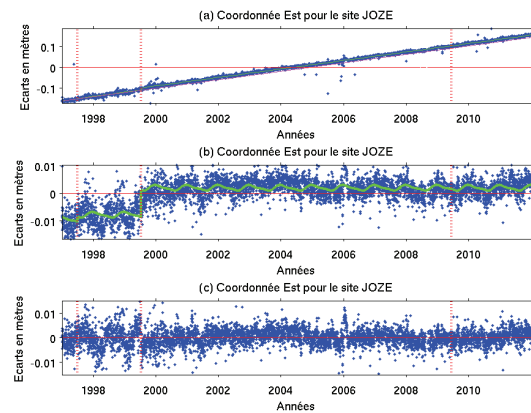 (a) Coordonnée Est pour le site JOZE
Ecarts en mètres
0.1
0
-0.1
1998 2000 2002 2004 2006 2008 2010
Années
(b) Coordonnée Est pour le site JOZE
Ecarts en mètres
0.01
0
-0.01
1998 2000 2002 2004 2006 2008 2010
Années
(c) Coordonnée Est pour le site JOZE
Ecarts en mètres
0.01
0
-0.01
1998 2000 2002 2004 2006 2008 2010
Années